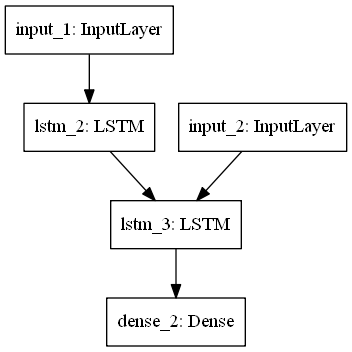 input_1: InputLayer
lstm_2: LSTM
input_2: InputLayer
lstm_3: LSTM
dense_2: Dense